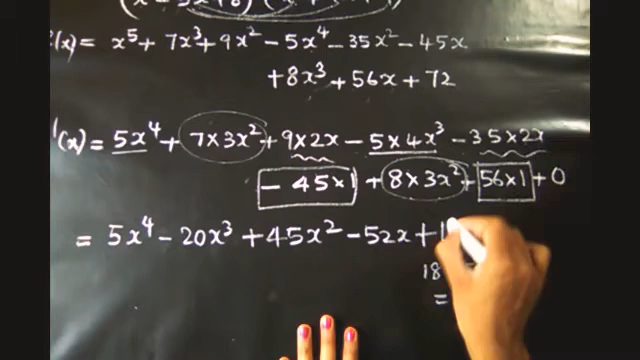 f(x) = x⁵ + 7x³ + 9x² − 5x⁴ − 35x² − 45x
+ 8x³ + 56x + 72
'(x) = 5x⁴ + 7×3x² + 9×2x − 5×4x³ − 35×2x
− 45×1 + 8×3x² + 56×1 + 0
= 5x⁴ − 20x³ + 45x² − 52x + 1
18
=